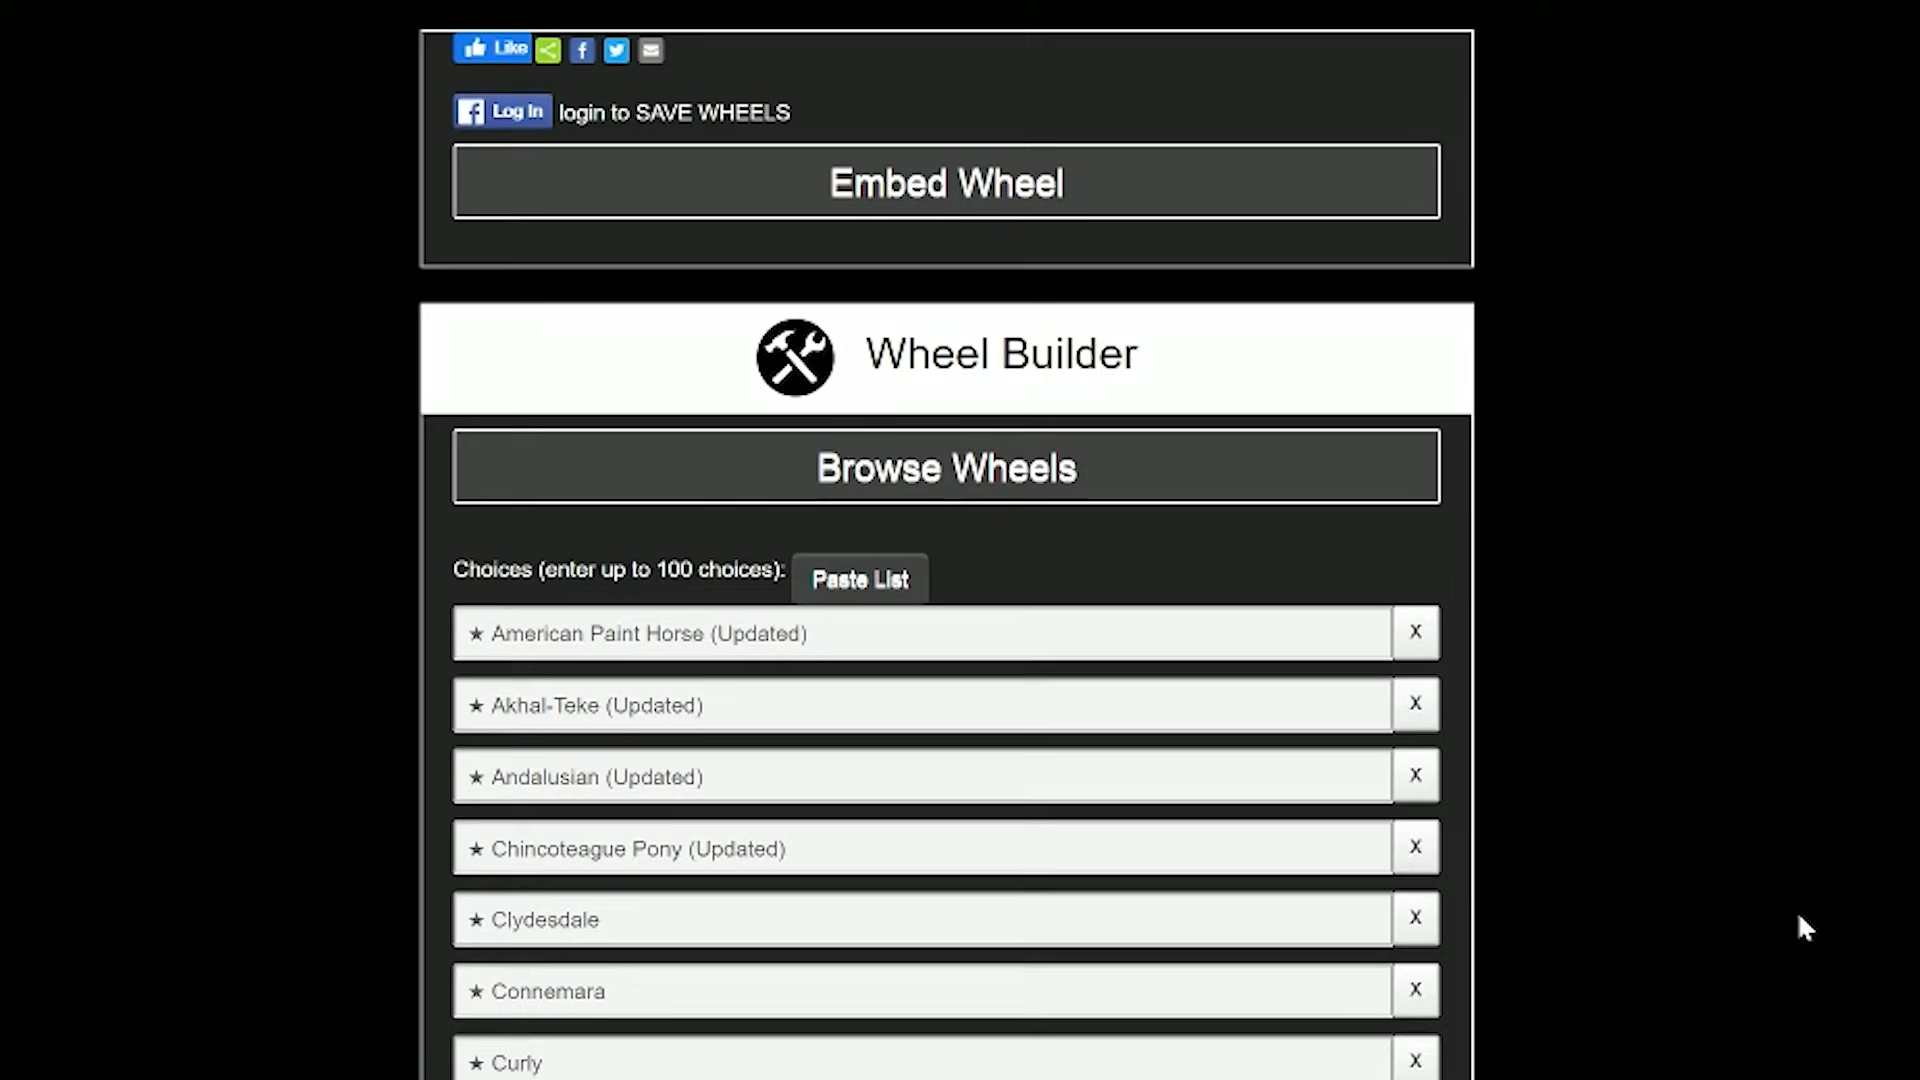 Like
Log In login to SAVE WHEELS
Embed Wheel
Wheel Builder
Browse Wheels
Choices (enter up to 100 choices): Paste List
★ American Paint Horse (Updated) X
★ Akhal-Teke (Updated) X
★ Andalusian (Updated) X
★ Chincoteague Pony (Updated) X
★ Clydesdale X
★ Connemara X
★ Curly X